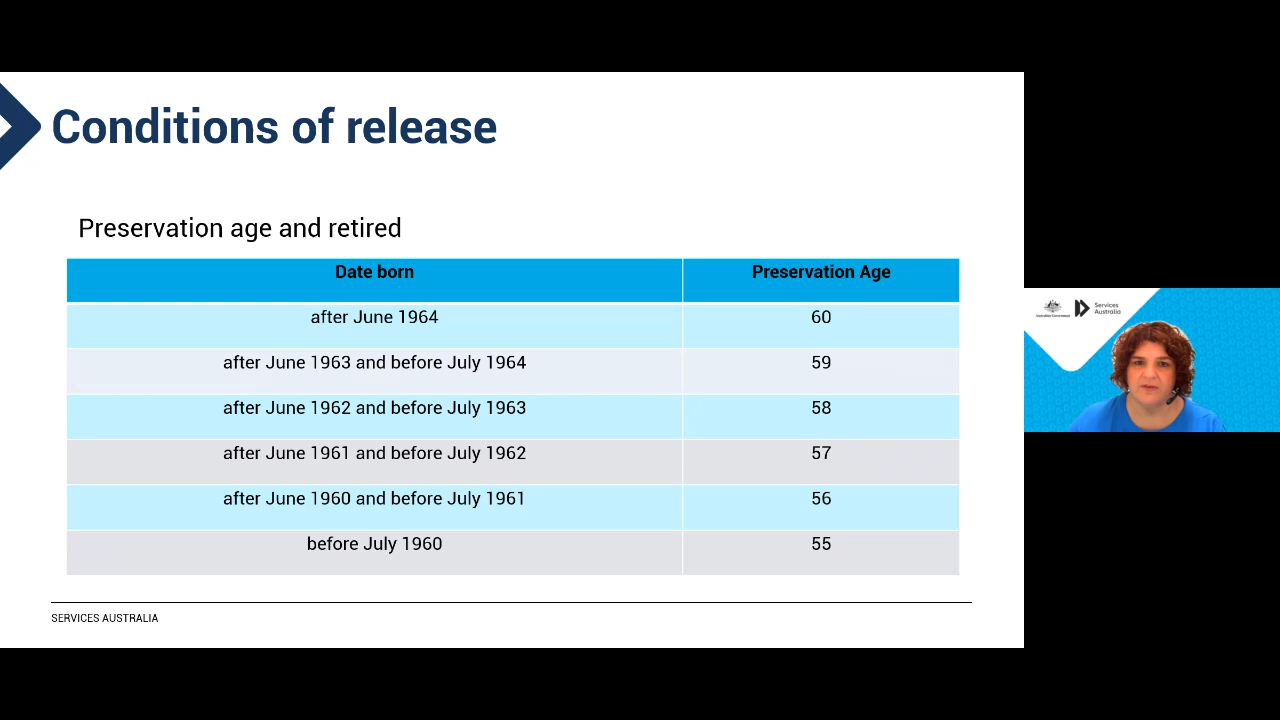 Conditions of release
Preservation age and retired
Date born Preservation Age
after June 1964 60
after June 1963 and before July 1964 59
after June 1962 and before July 1963 58
after June 1961 and before July 1962 57
after June 1960 and before July 1961 56
before July 1960 55
SERVICES AUSTRALIA
Australian Government
Services
Australia